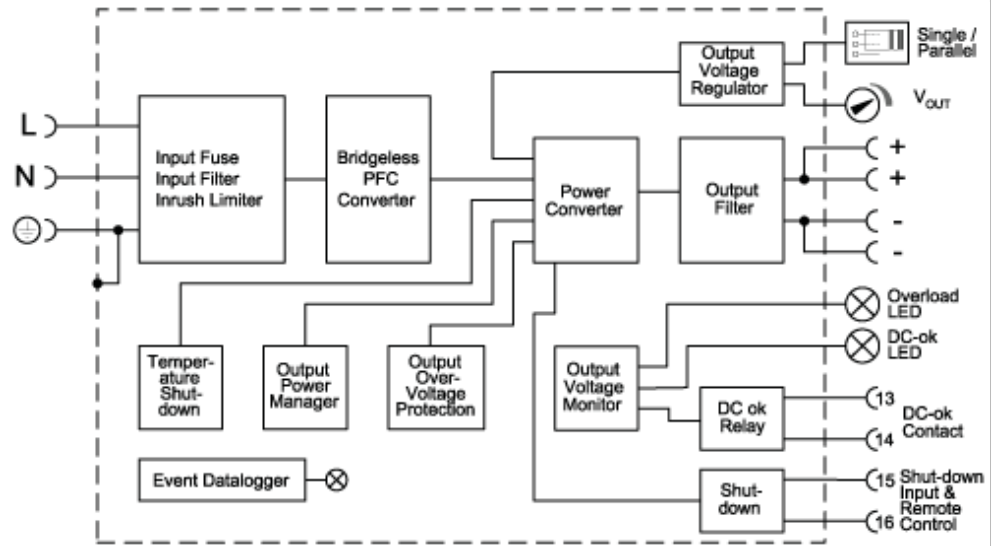 Output
Voltage
Regulator
Single /
Parallel
VOUT
L
N
Input Fuse
Input Filter
Inrush Limiter
Bridgeless
PFC
Converter
Power
Converter
Output
Filter
+
+
-
-
Temper-
ature
Shut-
down
Output
Power
Manager
Output
Over-
Voltage
Protection
Output
Voltage
Monitor
Overload
LED
DC-ok
LED
DC ok
Relay
13
14
DC-ok
Contact
Event Datalogger
Shut-
down
15
16
Shut-down
Input &
Remote
Control